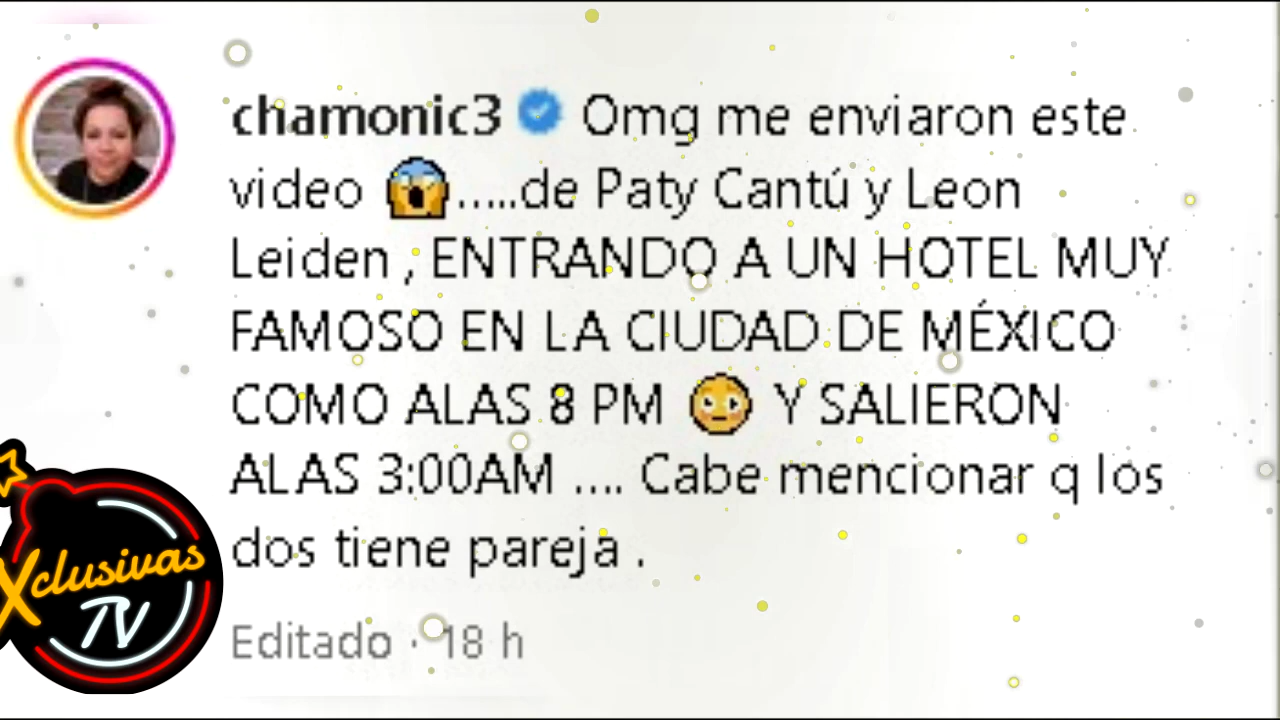 chamonic3 Omg me enviaron este
video 😱.....de Paty Cantú y Leon
Leiden , ENTRANDO A UN HOTEL MUY
FAMOSO EN LA CIUDAD DE MÉXICO
COMO ALAS 8 PM 😳 Y SALIERON
ALAS 3:00AM .... Cabe mencionar q los
dos tiene pareja .
Editado · 18 h
Xclusivas
TV